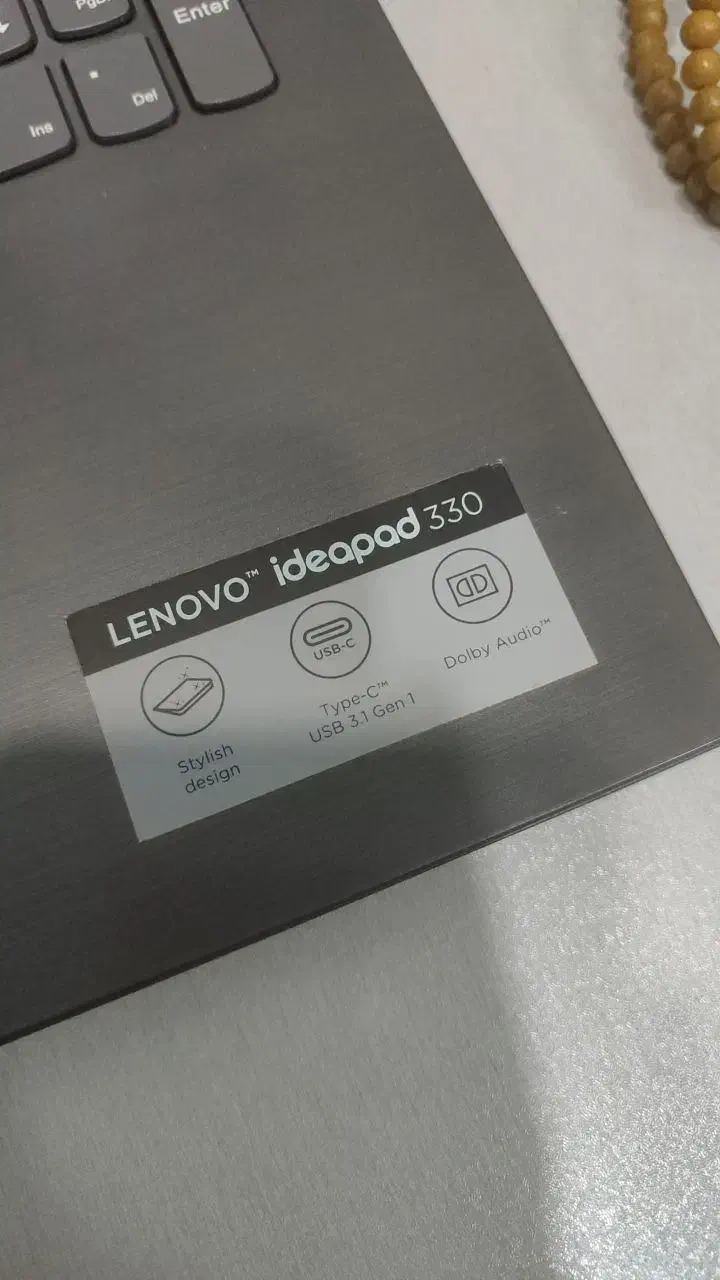 Enter
Ins
Del
LENOVO™ ideapad 330
USB-C
Stylish
design
Type-C™
USB 3.1 Gen 1
Dolby Audio™